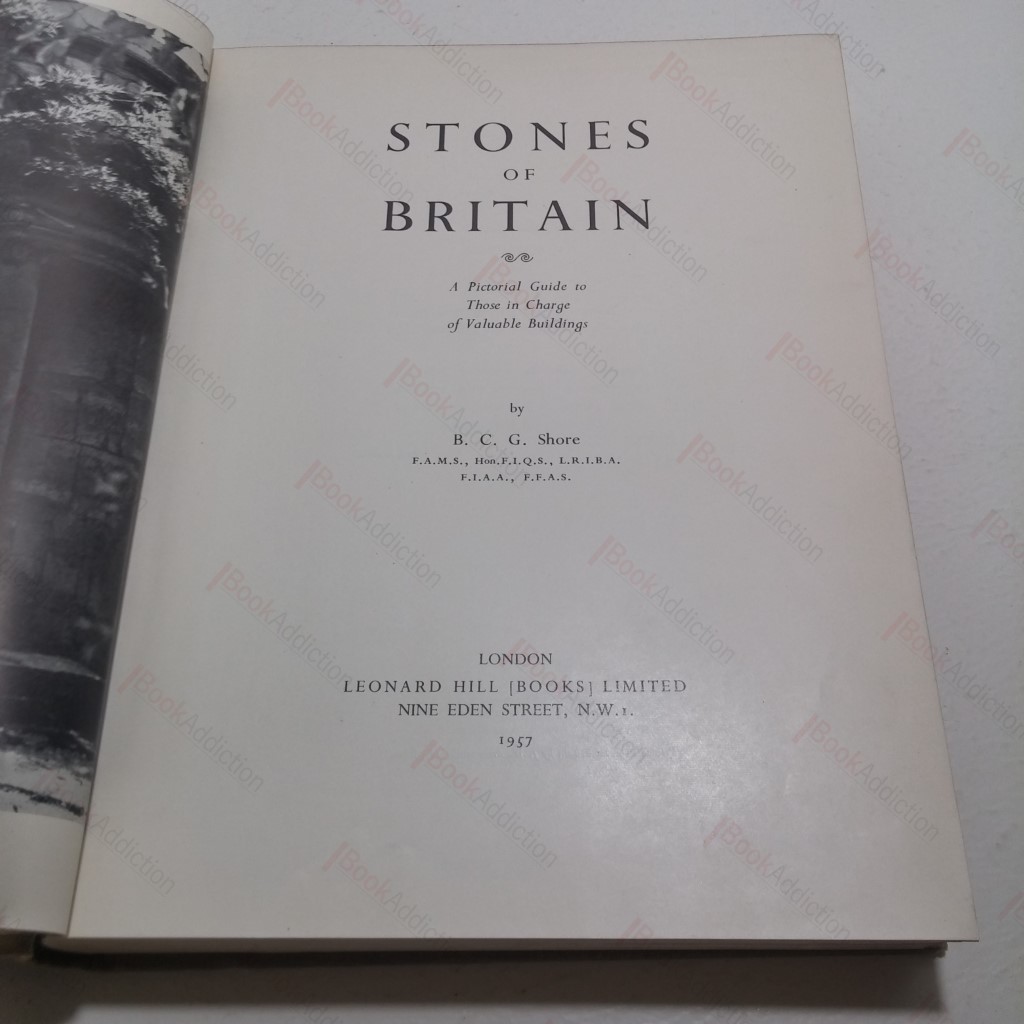 STONES
OF
BRITAIN
A Pictorial Guide to
Those in Charge
of Valuable Buildings
by
B. C. G. Shore
F.A.M.S., Hon.F.I.Q.S., L.R.I.B.A.
F.I.A.A., F.F.A.S.
LONDON
LEONARD HILL [BOOKS] LIMITED
NINE EDEN STREET, N.W.1.
1957
BookAddiction